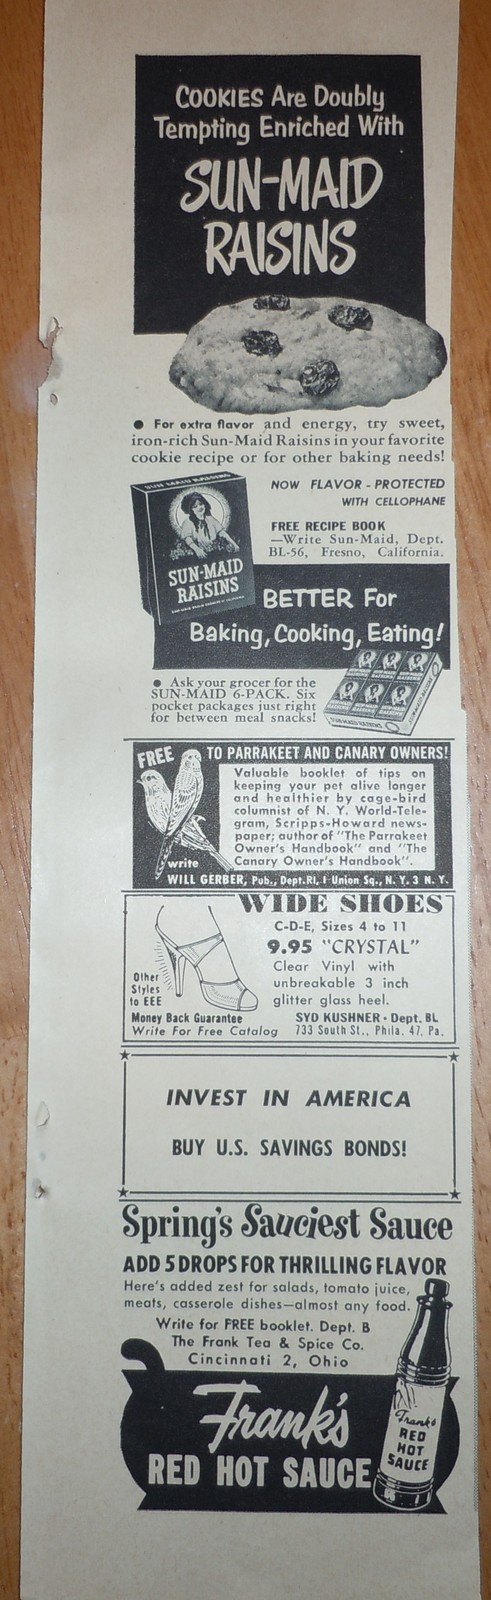 COOKIES Are Doubly
Tempting Enriched With
SUN-MAID
RAISINS
• For extra flavor and energy, try sweet,
iron-rich Sun-Maid Raisins in your favorite
cookie recipe or for other baking needs!
SUN MAID RAISINS
SUN-MAID
RAISINS
NOW FLAVOR - PROTECTED
WITH CELLOPHANE
FREE RECIPE BOOK
—Write Sun-Maid, Dept.
BL-56, Fresno, California.
BETTER For
Baking, Cooking, Eating!
• Ask your grocer for the
SUN-MAID 6-PACK. Six
pocket packages just right
for between meal snacks!
SUN-MAID RAISINS
FREE TO PARRAKEET AND CANARY OWNERS!
Valuable booklet of tips on
keeping your pet alive longer
and healthier by cage-bird
columnist of N. Y. World-Tele-
gram, Scripps-Howard news-
paper; author of "The Parrakeet
Owner's Handbook" and "The
Canary Owner's Handbook".
write
WILL GERBER, Pub., Dept.RI, 1 Union Sq., N. Y. 3 N. Y.
WIDE SHOES
C-D-E, Sizes 4 to 11
9.95 "CRYSTAL"
Clear Vinyl with
unbreakable 3 inch
glitter glass heel.
Other
Styles
to EEE
Money Back Guarantee
Write For Free Catalog
SYD KUSHNER • Dept. BL
733 South St., Phila. 47, Pa.
INVEST IN AMERICA
BUY U.S. SAVINGS BONDS!
Spring's Sauciest Sauce
ADD 5 DROPS FOR THRILLING FLAVOR
Here's added zest for salads, tomato juice,
meats, casserole dishes—almost any food.
Write for FREE booklet. Dept. B
The Frank Tea & Spice Co.
Cincinnati 2, Ohio
Frank's
RED HOT SAUCE
Frank's
RED
HOT
SAUCE